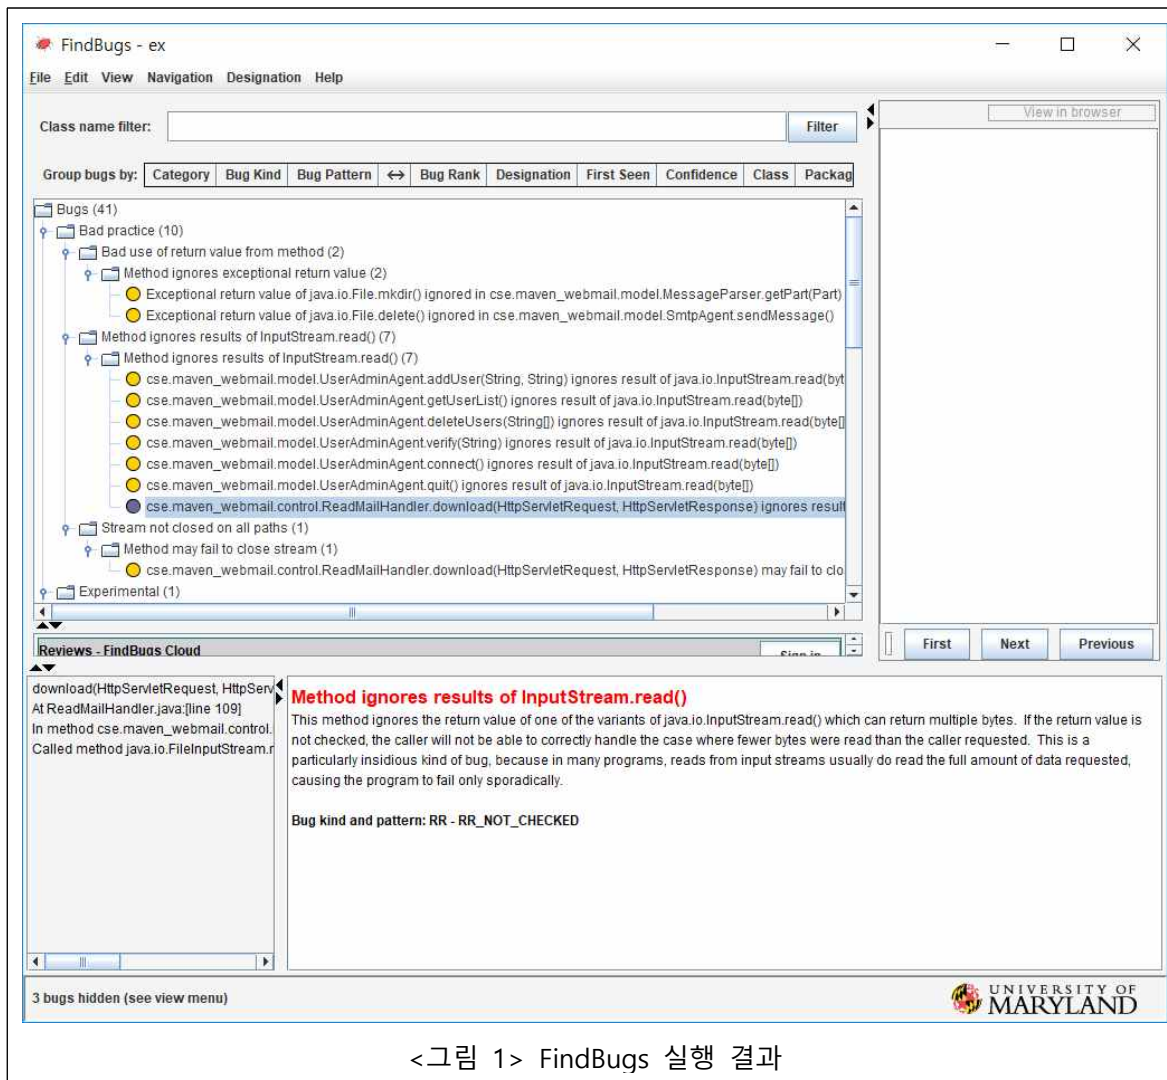 FindBugs - ex
File Edit View Navigation Designation Help
Class name filter:
Filter
View in browser
Group bugs by: Category Bug Kind Bug Pattern ↔ Bug Rank Designation First Seen Confidence Class Packag
Bugs (41)
Bad practice (10)
Bad use of return value from method (2)
Method ignores exceptional return value (2)
Exceptional return value of java.io.File.mkdir() ignored in cse.maven_webmail.model.MessageParser.getPart(Part)
Exceptional return value of java.io.File.delete() ignored in cse.maven_webmail.model.SmtpAgent.sendMessage()
Method ignores results of InputStream.read() (7)
Method ignores results of InputStream.read() (7)
cse.maven_webmail.model.UserAdminAgent.addUser(String, String) ignores result of java.io.InputStream.read(byt
cse.maven_webmail.model.UserAdminAgent.getUserList() ignores result of java.io.InputStream.read(byte[])
cse.maven_webmail.model.UserAdminAgent.deleteUsers(String[]) ignores result of java.io.InputStream.read(byte[]
cse.maven_webmail.model.UserAdminAgent.verify(String) ignores result of java.io.InputStream.read(byte[])
cse.maven_webmail.model.UserAdminAgent.connect() ignores result of java.io.InputStream.read(byte[])
cse.maven_webmail.model.UserAdminAgent.quit() ignores result of java.io.InputStream.read(byte[])
cse.maven_webmail.control.ReadMailHandler.download(HttpServletRequest, HttpServletResponse) ignores result
Stream not closed on all paths (1)
Method may fail to close stream (1)
cse.maven_webmail.control.ReadMailHandler.download(HttpServletRequest, HttpServletResponse) may fail to clo
Experimental (1)
Reviews - FindBugs Cloud
Sign in
First Next Previous
download(HttpServletRequest, HttpServ
At ReadMailHandler.java:[line 109]
In method cse.maven_webmail.control.
Called method java.io.FileInputStream.r
Method ignores results of InputStream.read()
This method ignores the return value of one of the variants of java.io.InputStream.read() which can return multiple bytes. If the return value is
not checked, the caller will not be able to correctly handle the case where fewer bytes were read than the caller requested. This is a
particularly insidious kind of bug, because in many programs, reads from input streams usually do read the full amount of data requested,
causing the program to fail only sporadically.
Bug kind and pattern: RR - RR_NOT_CHECKED
3 bugs hidden (see view menu)
UNIVERSITY OF
MARYLAND
<그림 1> FindBugs 실행 결과